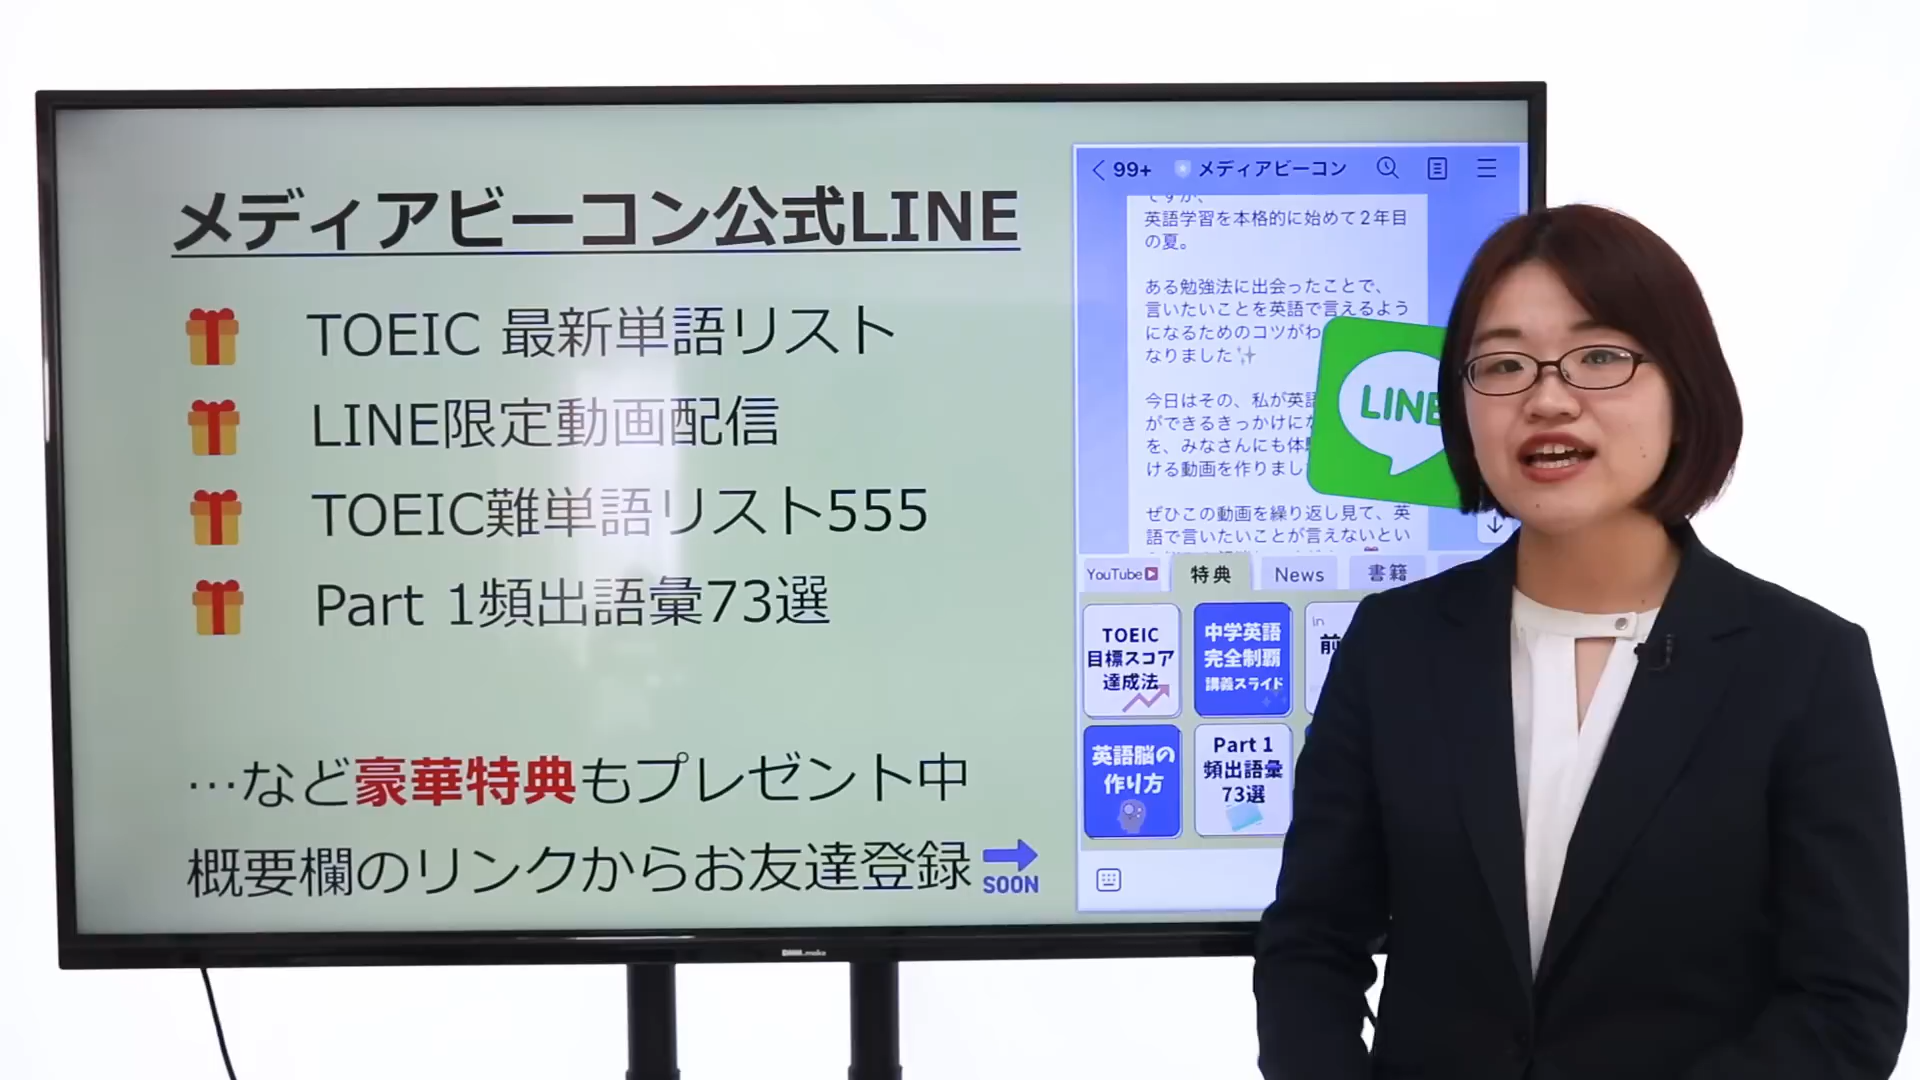 メディアビーコン公式LINE
TOEIC 最新単語リスト
LINE限定動画配信
TOEIC難単語リスト555
Part 1頻出語彙73選
…など豪華特典もプレゼント中
概要欄のリンクからお友達登録
SOON
99+ メディアビーコン
ですが、
英語学習を本格的に始めて2年目
の夏。
ある勉強法に出会ったことで、
言いたいことを英語で言えるよう
になるためのコツがわ
なりました✨
今日はその、私が英語
ができるきっかけにな
を、みなさんにも体験
ける動画を作りまし
ぜひこの動画を繰り返し見て、英
語で言いたいことが言えないとい
LINE
YouTube 特典 News 書籍
TOEIC
目標スコア
達成法
中学英語
完全制覇
講義スライド
in
前
英語脳の
作り方
Part 1
頻出語彙
73選